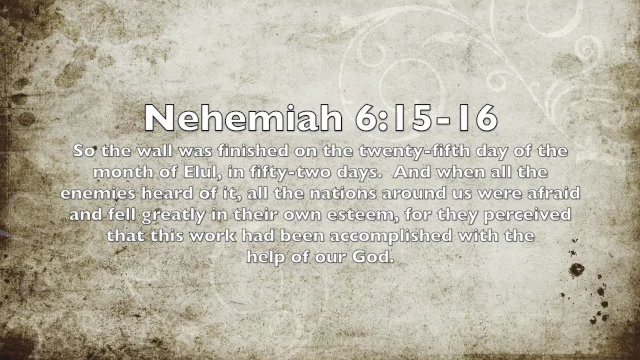 Nehemiah 6:15-16
So the wall was finished on the twenty-fifth day of the
month of Elul, in fifty-two days.  And when all the
enemies heard of it, all the nations around us were afraid
and fell greatly in their own esteem, for they perceived
that this work had been accomplished with the
help of our God.